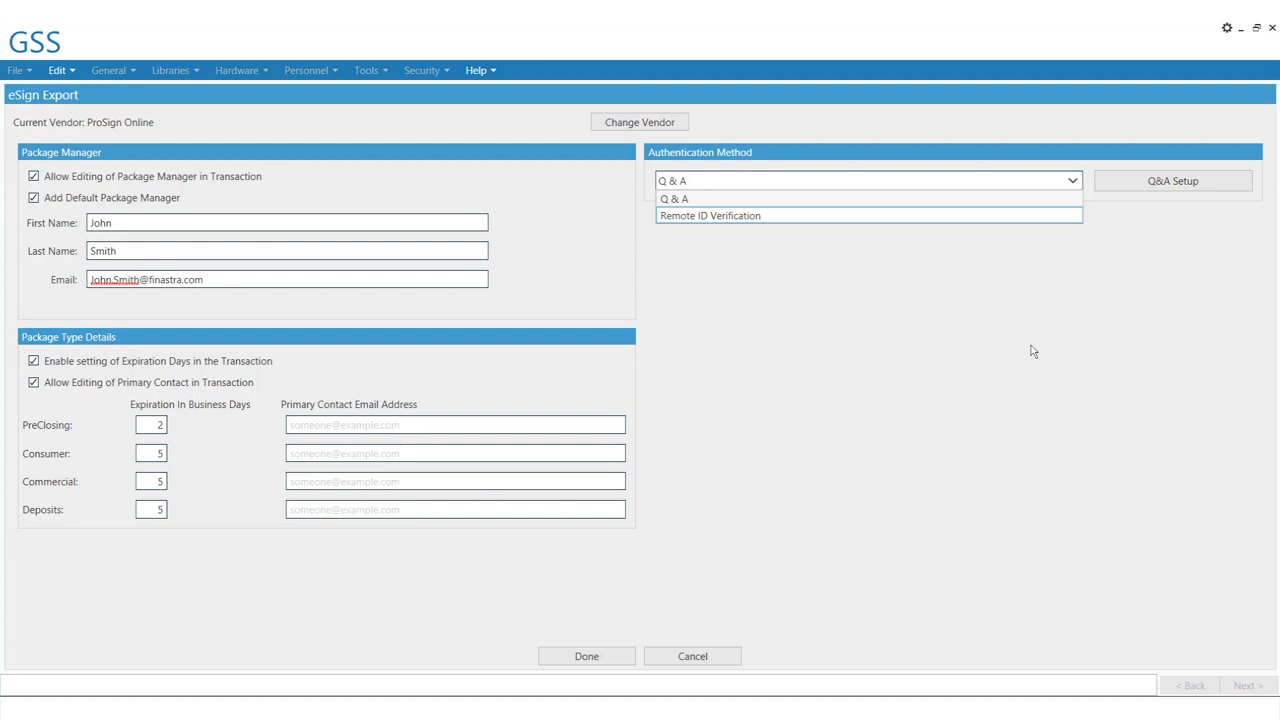 GSS
File Edit General Libraries Hardware Personnel Tools Security Help
eSign Export
Current Vendor: ProSign Online
Change Vendor
Package Manager
Allow Editing of Package Manager in Transaction
Add Default Package Manager
First Name: John
Last Name: Smith
Email: John.Smith@finastra.com
Authentication Method
Q & A
Q&A Setup
Q & A
Remote ID Verification
Package Type Details
Enable setting of Expiration Days in the Transaction
Allow Editing of Primary Contact in Transaction
Expiration In Business Days Primary Contact Email Address
PreClosing: 2 someone@example.com
Consumer: 5 someone@example.com
Commercial: 5 someone@example.com
Deposits: 5 someone@example.com
Done Cancel
< Back Next >